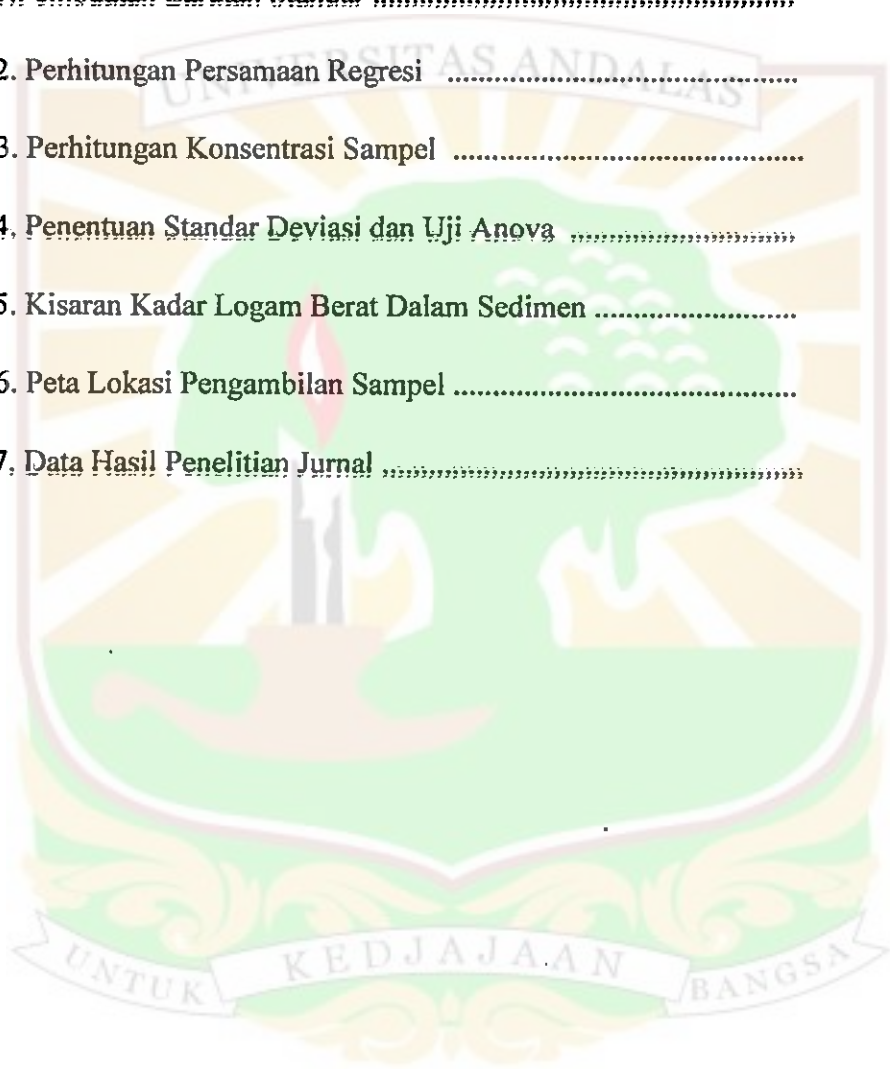 2. Perhitungan Persamaan Regresi ............................................
3. Perhitungan Konsentrasi Sampel ............................................
4. Penentuan Standar Deviasi dan Uji Anova ............................
5. Kisaran Kadar Logam Berat Dalam Sedimen ..........................
6. Peta Lokasi Pengambilan Sampel ............................................
7. Data Hasil Penelitian Jurnal ......................................................
UNIVERSITAS ANDALAS
UNTUK KEDJAJAAN BANGSA